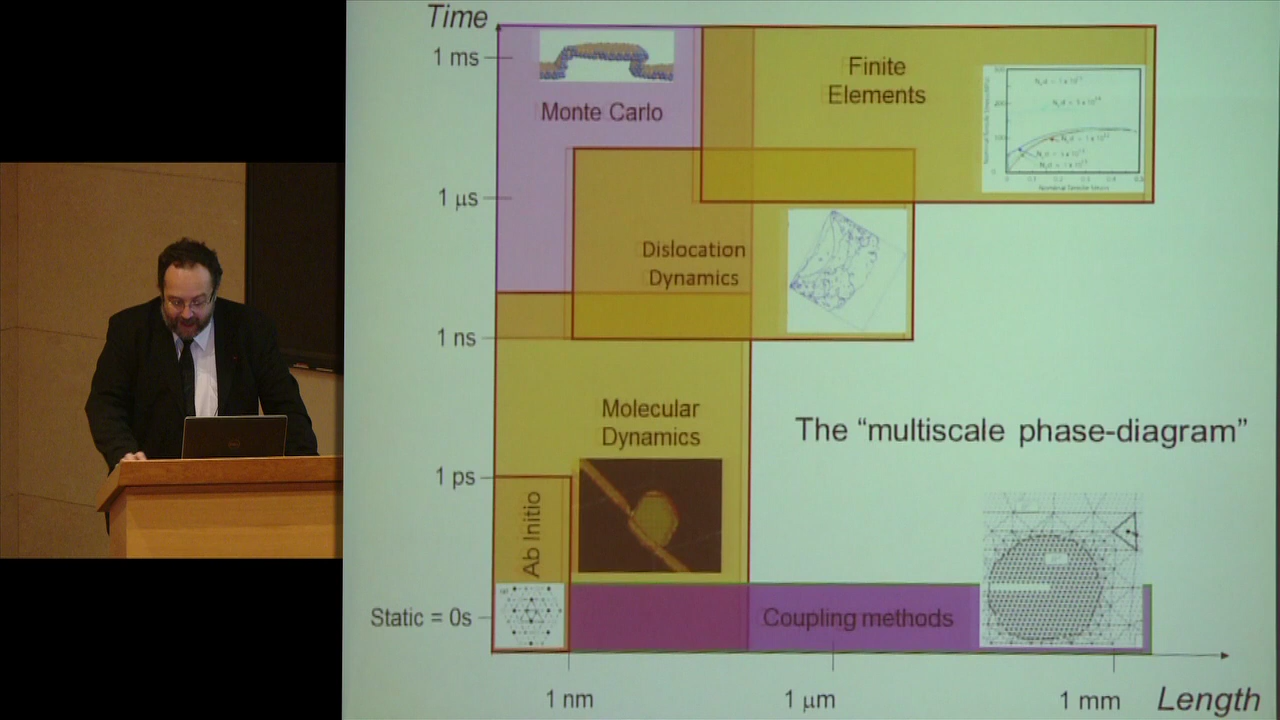 Time
1 ms
Monte Carlo
Finite
Elements
1 μs
Dislocation
Dynamics
1 ns
Molecular
Dynamics
The “multiscale phase-diagram”
1 ps
Ab Initio
Static = 0s
Coupling methods
1 nm
1 μm
1 mm
Length